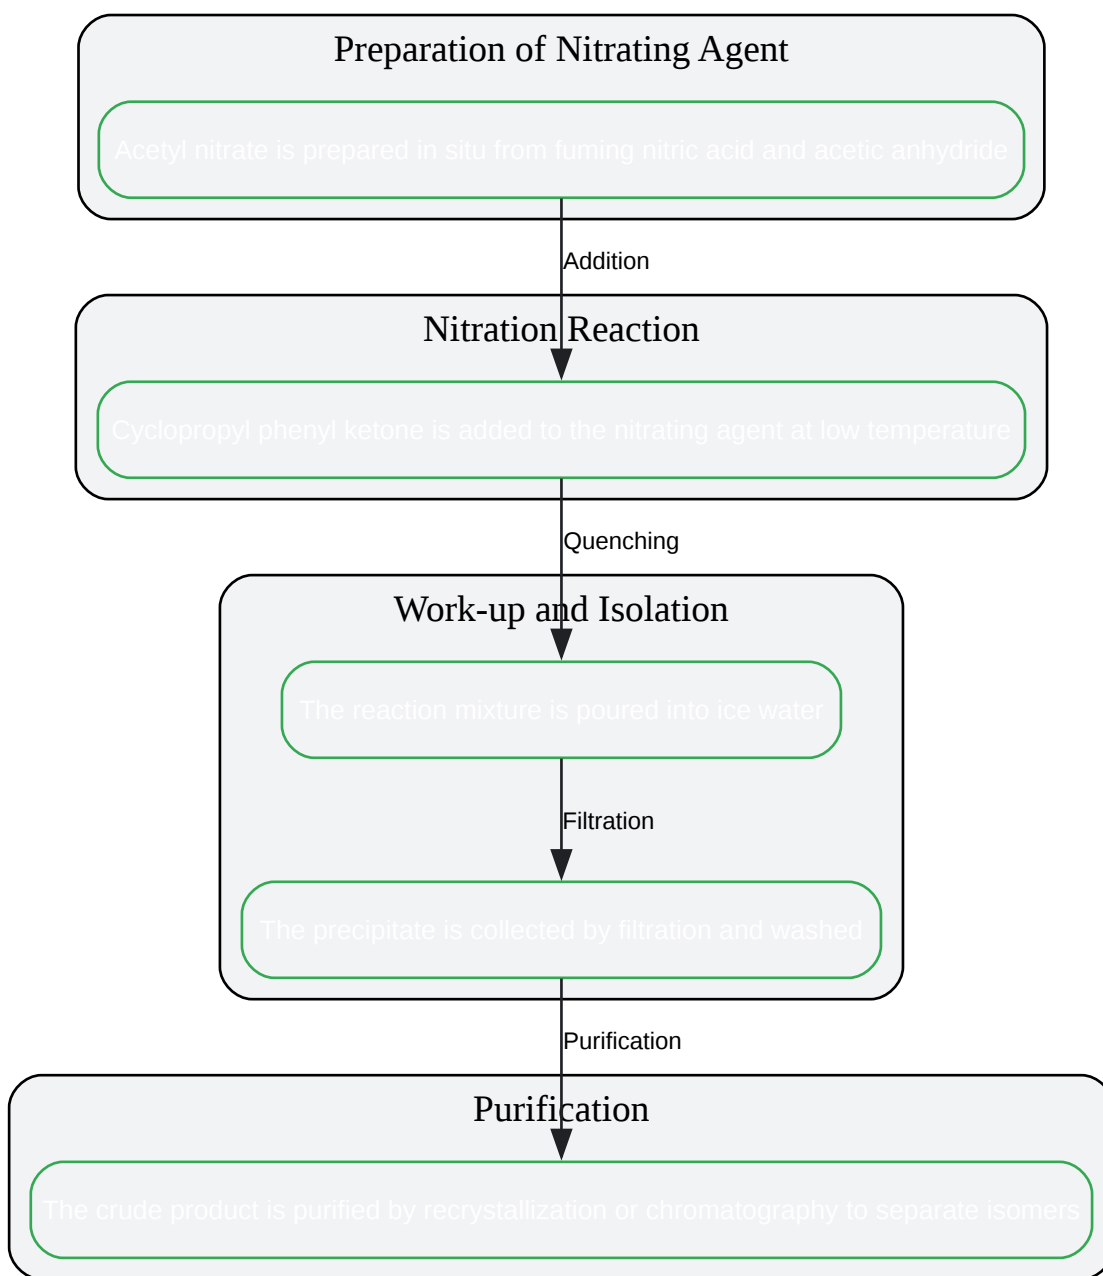 Preparation of Nitrating Agent
Acetyl nitrate is prepared in situ from fuming nitric acid and acetic anhydride
Addition
Nitration Reaction
Cyclopropyl phenyl ketone is added to the nitrating agent at low temperature
Quenching
Work-up and Isolation
The reaction mixture is poured into ice water
Filtration
The precipitate is collected by filtration and washed
Purification
Purification
The crude product is purified by recrystallization or chromatography to separate isomers